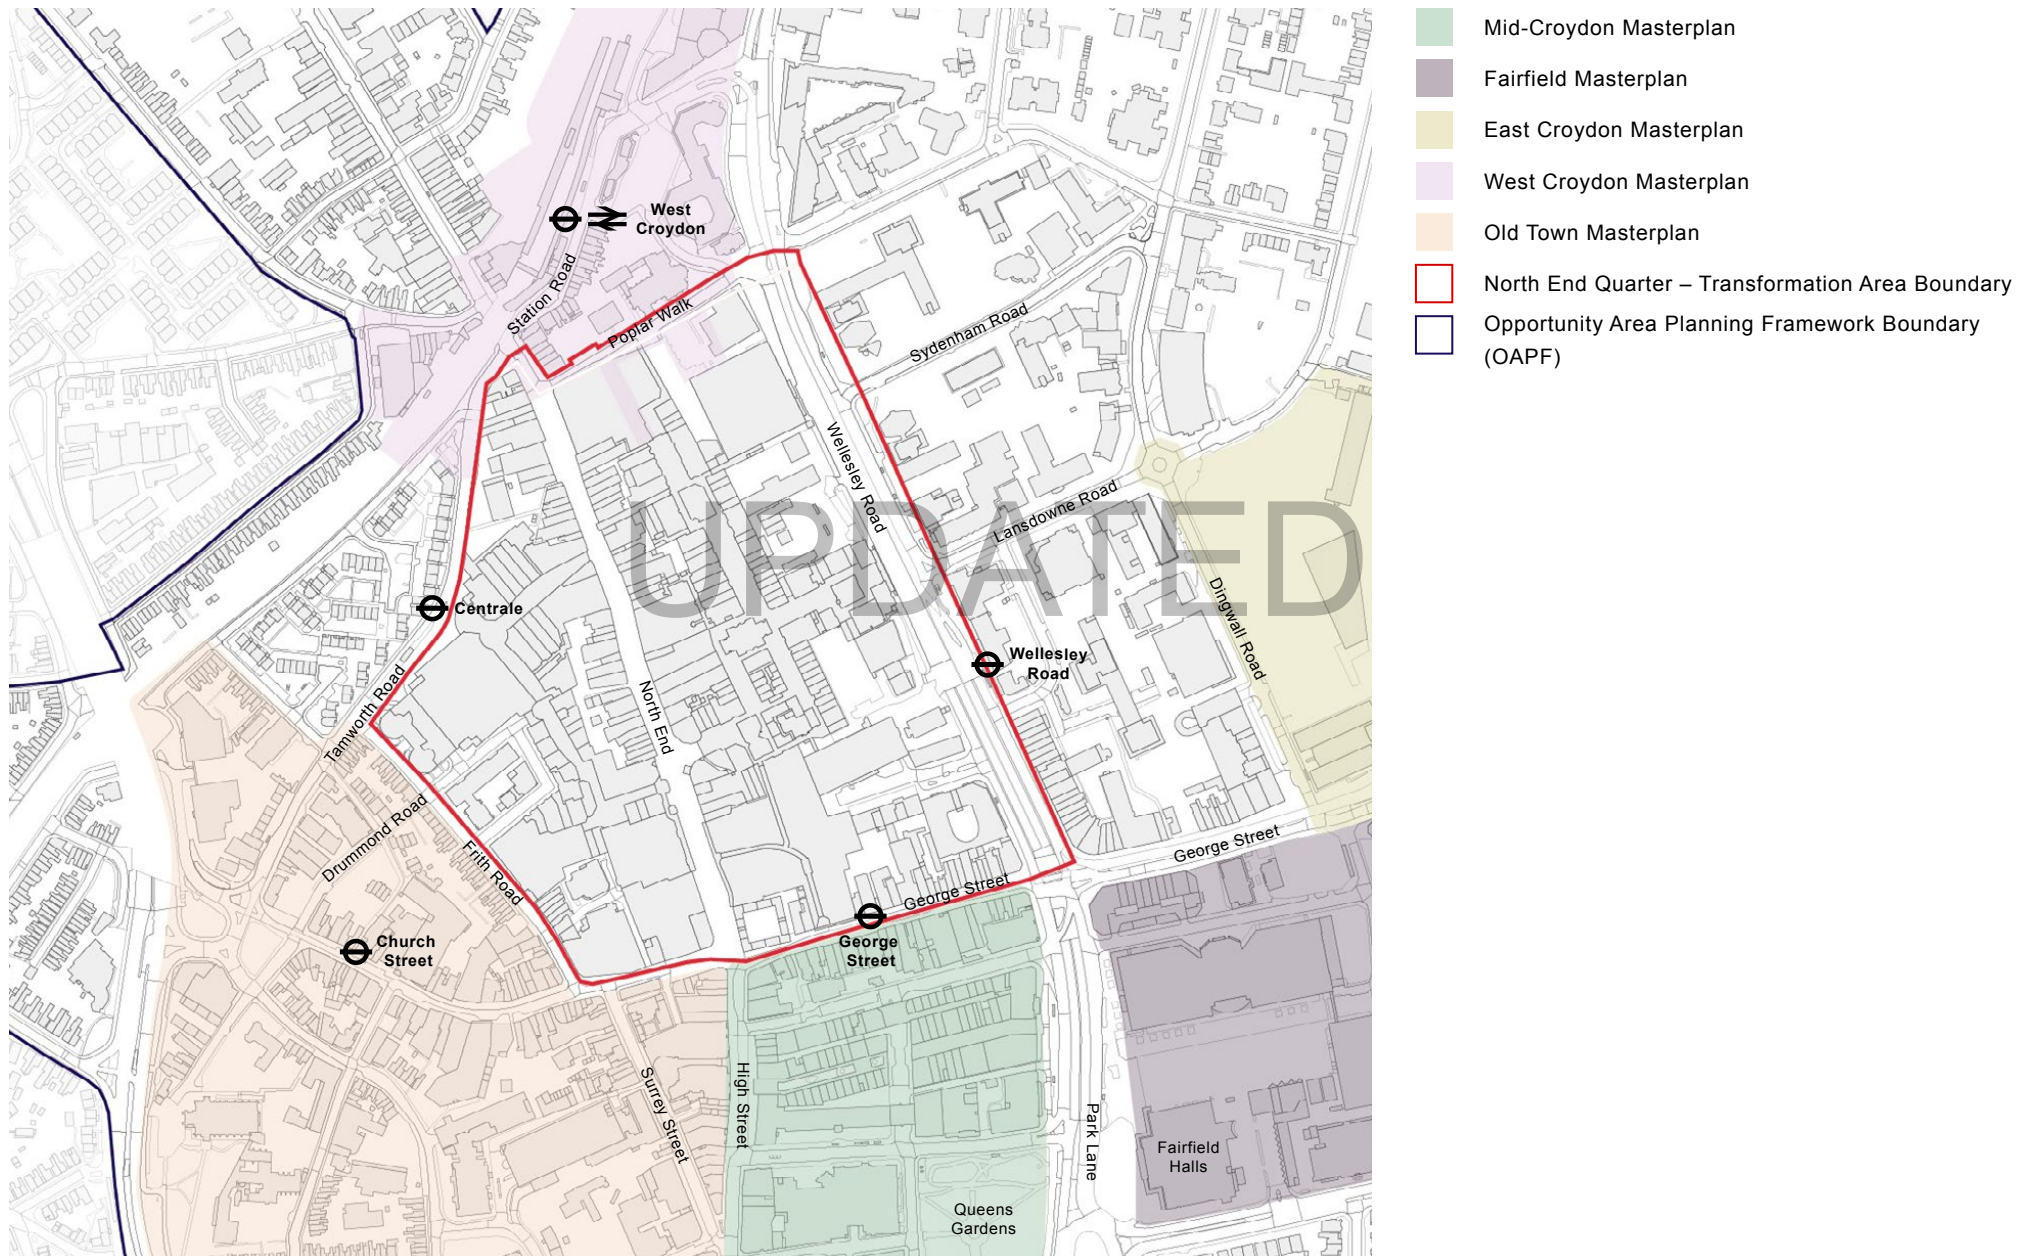 Mid-Croydon Masterplan
Fairfield Masterplan
East Croydon Masterplan
West Croydon Masterplan
Old Town Masterplan
North End Quarter – Transformation Area Boundary
Opportunity Area Planning Framework Boundary
(OAPF)
West
Croydon
Station Road
Poplar Walk
Sydenham Road
Wellesley Road
Lansdowne Road
UPDATED
Dingwall Road
Centrale
Wellesley
Road
North End
Tamworth Road
Drummond Road
Frith Road
George Street
George Street
George
Street
Church
Street
Surrey Street
High Street
Park Lane
Fairfield
Halls
Queens
Gardens